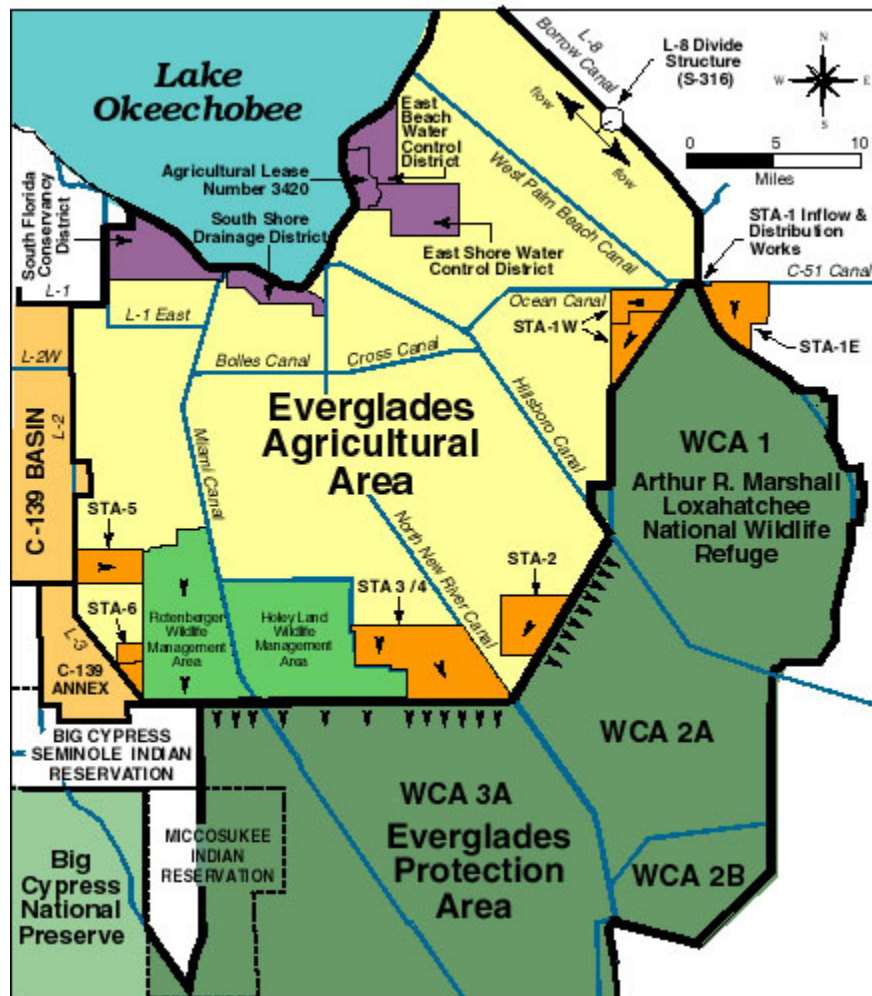 L-8
Borrow Canal
L-8 Divide
Structure
(S-316)
N
W
E
S
flow
flow
0
5
10
Miles
Lake
Okeechobee
East
Beach
Water
Control
District
Agricultural Lease
Number 3420
South Shore
Drainage District
East Shore Water
Control District
South Florida
Conservancy
District
West Palm Beach Canal
STA-1 Inflow &
Distribution
Works
C-51 Canal
Ocean Canal
STA-1W
STA-1E
L-1
L-1 East
L-2W
L-2
C-139 BASIN
Bolles Canal
Cross Canal
Hillsboro Canal
Miami Canal
North New River Canal
Everglades
Agricultural
Area
WCA 1
Arthur R. Marshall
Loxahatchee
National Wildlife
Refuge
STA-5
STA-6
STA 3/4
STA-2
Rotenberger
Wildlife
Management
Area
Holey Land
Wildlife
Management
Area
L-3
C-139
ANNEX
BIG CYPRESS
SEMINOLE INDIAN
RESERVATION
WCA 2A
WCA 3A
Everglades
Protection
Area
WCA 2B
MICCOSUKEE
INDIAN
RESERVATION
Big
Cypress
National
Preserve